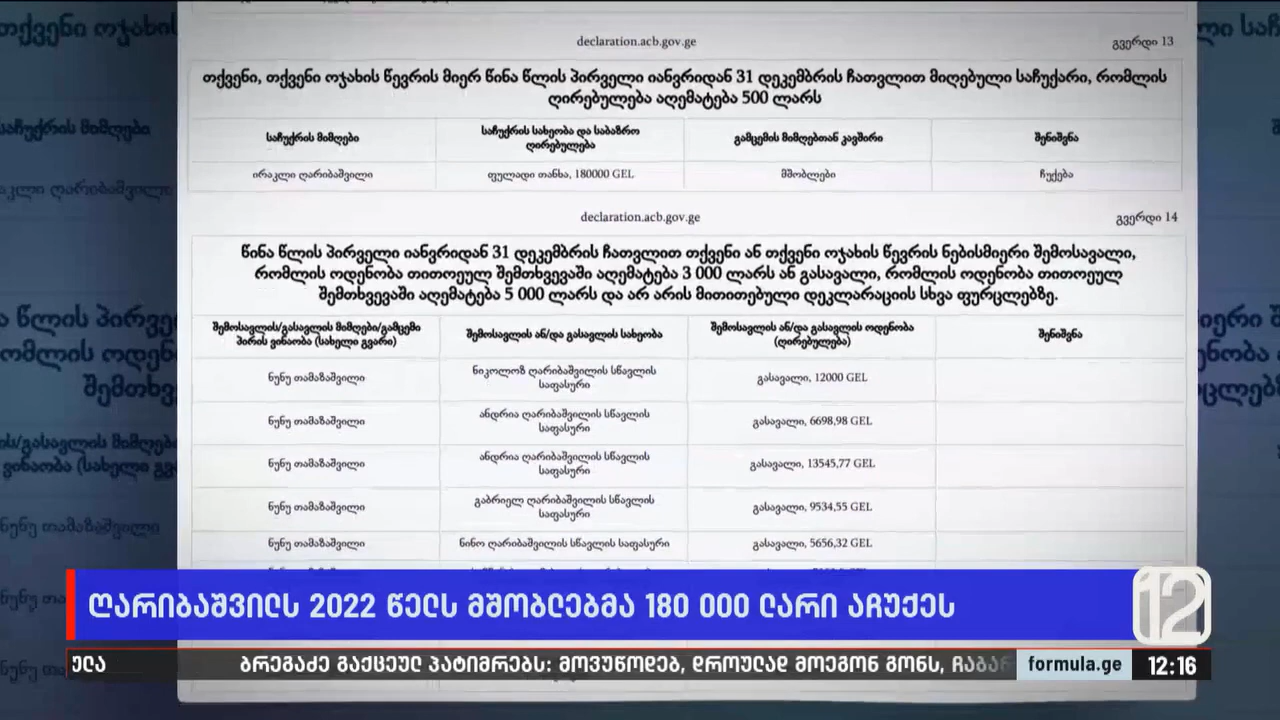 declaration.acb.gov.ge
გვერდი 13
თქვენი, თქვენი ოჯახის წევრის მიერ წინა წლის პირველი იანვრიდან 31 დეკემბრის ჩათვლით მიღებული საჩუქარი, რომლის
ღირებულება აღემატება 500 ლარს
საჩუქრის მიმღები
საჩუქრის სახეობა და საბაზრო
ღირებულება
გამცემის მიმღებთან კავშირი
შენიშვნა
ირაკლი ღარიბაშვილი
ფულადი თანხა, 180000 GEL
მშობლები
ჩუქება
declaration.acb.gov.ge
გვერდი 14
წინა წლის პირველი იანვრიდან 31 დეკემბრის ჩათვლით თქვენი ან თქვენი ოჯახის წევრის ნებისმიერი შემოსავალი,
რომლის ოდენობა თითოეულ შემთხვევაში აღემატება 3 000 ლარს ან გასავალი, რომლის ოდენობა თითოეულ
შემთხვევაში აღემატება 5 000 ლარს და არ არის მითითებული დეკლარაციის სხვა ფურცლებზე.
შემოსავლის/გასავლის მიმღები/გამცემი
პირის ვინაობა (სახელი გვარი)
შემოსავლის ან/და გასავლის სახეობა
შემოსავლის ან/და გასავლის ოდენობა
(ღირებულება)
შენიშვნა
ნუნუ თამაზაშვილი
ნიკოლოზ ღარიბაშვილის სწავლის
საფასური
გასავალი, 12000 GEL
ნუნუ თამაზაშვილი
ანდრია ღარიბაშვილის სწავლის
საფასური
გასავალი, 6698,98 GEL
ნუნუ თამაზაშვილი
ანდრია ღარიბაშვილის სწავლის
საფასური
გასავალი, 13545,77 GEL
ნუნუ თამაზაშვილი
გაბრიელ ღარიბაშვილის სწავლის
საფასური
გასავალი, 9534,55 GEL
ნუნუ თამაზაშვილი
ნინო ღარიბაშვილის სწავლის საფასური
გასავალი, 5656,32 GEL
ღარიბაშვილს 2022 წელს მშობლებმა 180 000 ლარი აჩუქეს
12
ულა
ბრეგაძე გაქცეულ პატიმრებს: მოვუწოდებ, დროულად მოეგონ გონს, ჩაბარ
formula.ge
12:16